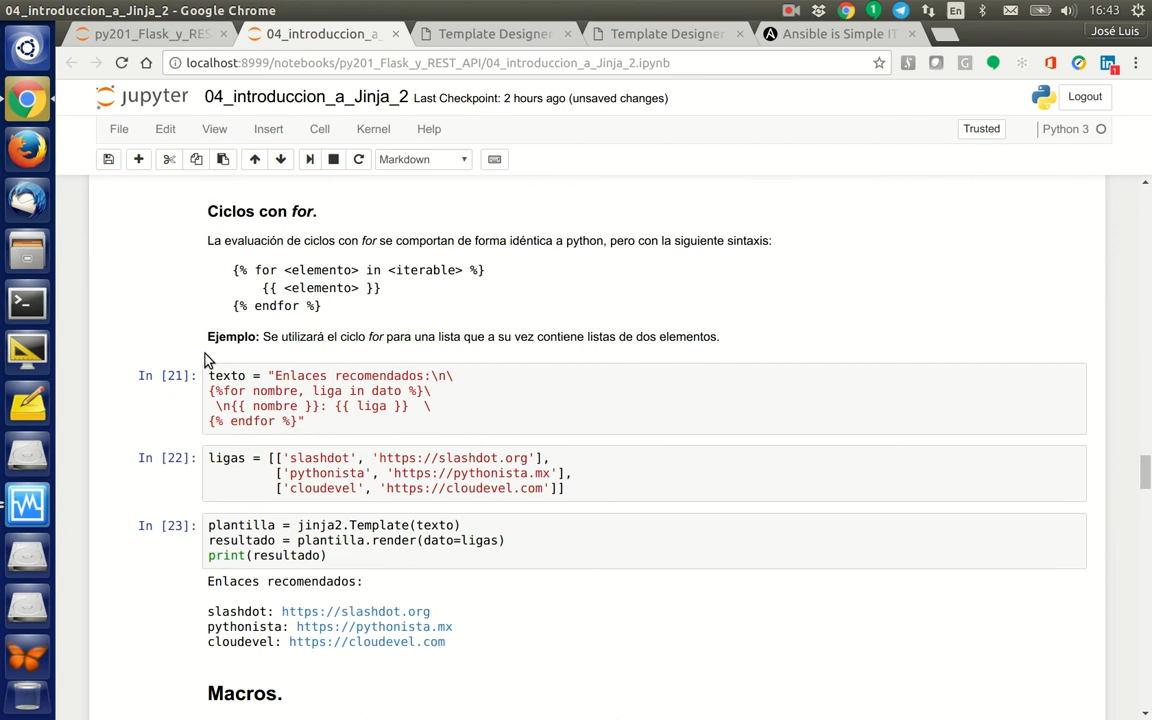 04_introduccion_a_Jinja_2 - Google Chrome
En
16:43
py201_Flask_y_RES
04_introduccion_a_
Template Designer
Template Designer
Ansible is Simple IT
José Luis
localhost:8999/notebooks/py201_Flask_y_REST_API/04_introduccion_a_Jinja_2.ipynb
jupyter 04_introduccion_a_Jinja_2 Last Checkpoint: 2 hours ago (unsaved changes)
Logout
File Edit View Insert Cell Kernel Help
Trusted
Python 3
Markdown
Ciclos con for.
La evaluación de ciclos con for se comportan de forma idéntica a python, pero con la siguiente sintaxis:
{% for <elemento> in <iterable> %}
{{ <elemento> }}
{% endfor %}
Ejemplo: Se utilizará el ciclo for para una lista que a su vez contiene listas de dos elementos.
In [21]: texto = "Enlaces recomendados:\n\
{%for nombre, liga in dato %}\
\n{{ nombre }}: {{ liga }}  \
{% endfor %}"
In [22]: ligas = [['slashdot', 'https://slashdot.org'],
['pythonista', 'https://pythonista.mx'],
['cloudevel', 'https://cloudevel.com']]
In [23]: plantilla = jinja2.Template(texto)
resultado = plantilla.render(dato=ligas)
print(resultado)
Enlaces recomendados:
slashdot: https://slashdot.org
pythonista: https://pythonista.mx
cloudevel: https://cloudevel.com
Macros.